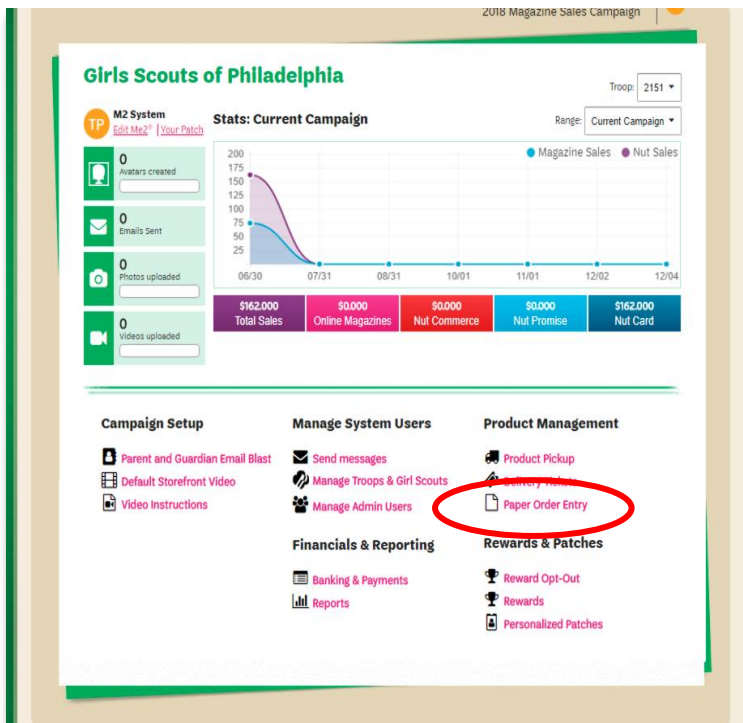 2018 Magazine Sales Campaign
Girls Scouts of Philadelphia
Troop: 2151
TP
M2 System
Edit Me2® | Your Patch
Stats: Current Campaign
Range: Current Campaign
0
Avatars created
0
Emails Sent
0
Photos uploaded
0
Videos uploaded
Magazine Sales
Nut Sales
200
175
150
125
100
75
50
25
06/30 07/31 08/31 10/01 11/01 12/02 12/04
$162.000
Total Sales
$0.000
Online Magazines
$0.000
Nut Commerce
$0.000
Nut Promise
$162.000
Nut Card
Campaign Setup
Parent and Guardian Email Blast
Default Storefront Video
Video Instructions
Manage System Users
Send messages
Manage Troops & Girl Scouts
Manage Admin Users
Financials & Reporting
Banking & Payments
Reports
Product Management
Product Pickup
Delivery Tickets
Paper Order Entry
Rewards & Patches
Reward Opt-Out
Rewards
Personalized Patches